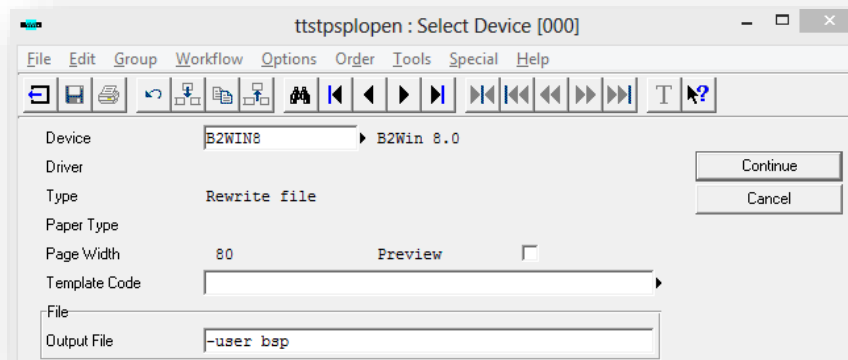 ttstpsplopen : Select Device [000]
File Edit Group Workflow Options Order Tools Special Help
T ?
Device B2WIN8 B2Win 8.0
Driver
Continue
Type Rewrite file
Cancel
Paper Type
Page Width 80 Preview
Template Code
File
Output File -user bsp